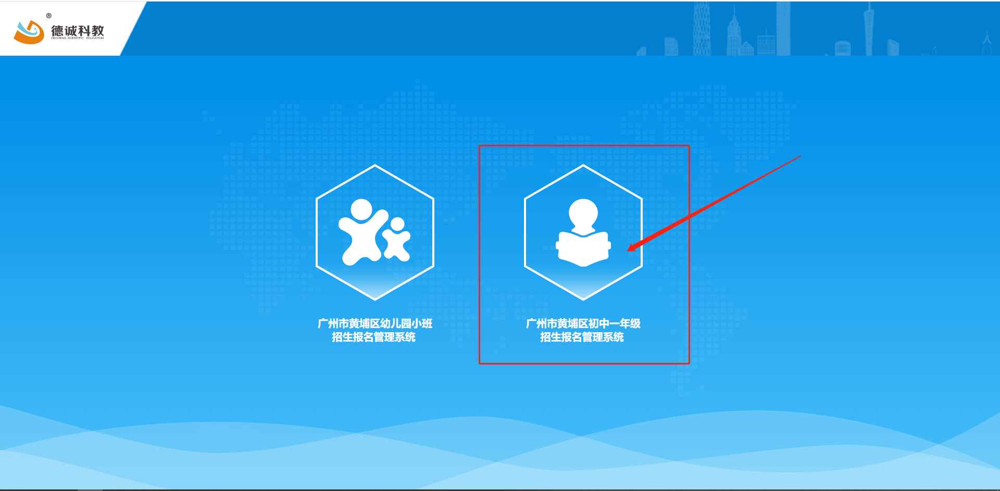 ®
德诚科教
DECHENG SCIENTIFIC EDUCATION
广州市黄埔区幼儿园小班
招生报名管理系统
广州市黄埔区初中一年级
招生报名管理系统